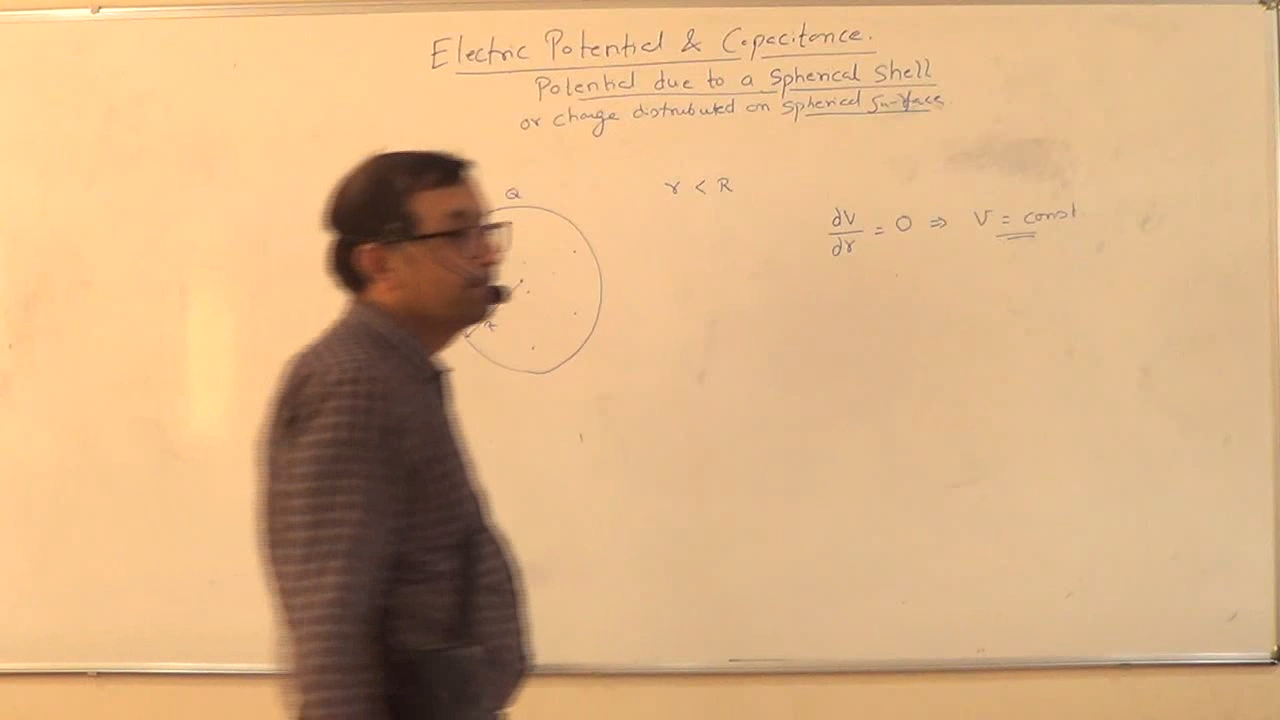 Electric Potential & Capacitance.
Potential due to a Spherical Shell
or charge distributed on Spherical Surface.
Q
r < R
dV/dr = 0 ⇒ V = const